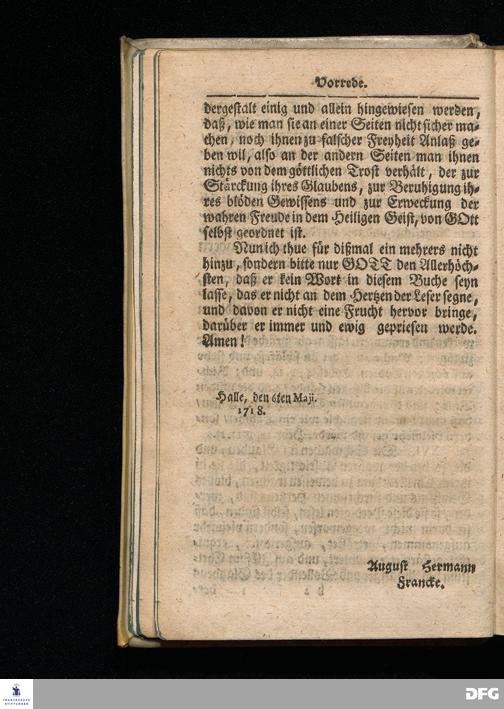 Vorrede.
dergestalt einig und allein hingewiesen werden,
daß, wie man sie an einer Seiten nicht sicher ma-
chen, noch ihnen zu falscher Freyheit Anlaß ge-
ben wil, also an der andern Seiten man ihnen
nichts von dem göttlichen Trost verhält, der zur
Stärckung ihres Glaubens, zur Beruhigung ih-
res blöden Gewissens und zur Erweckung der
wahren Freude in dem Heiligen Geist, von GOtt
selbst geordnet ist.
Nun ich thue für dißmal ein mehrers nicht
hinzu, sondern bitte nur GOTT den Allerhöch-
sten, daß er kein Wort in diesem Buche seyn
lasse, das er nicht an dem Hertzen der Leser segne,
und davon er nicht eine Frucht hervor bringe,
darüber er immer und ewig gepriesen werde.
Amen!
Halle, den 6ten Maji.
1718.
August Hermann
Francke.
FRANCKESCHE
STIFTUNGEN
DFG